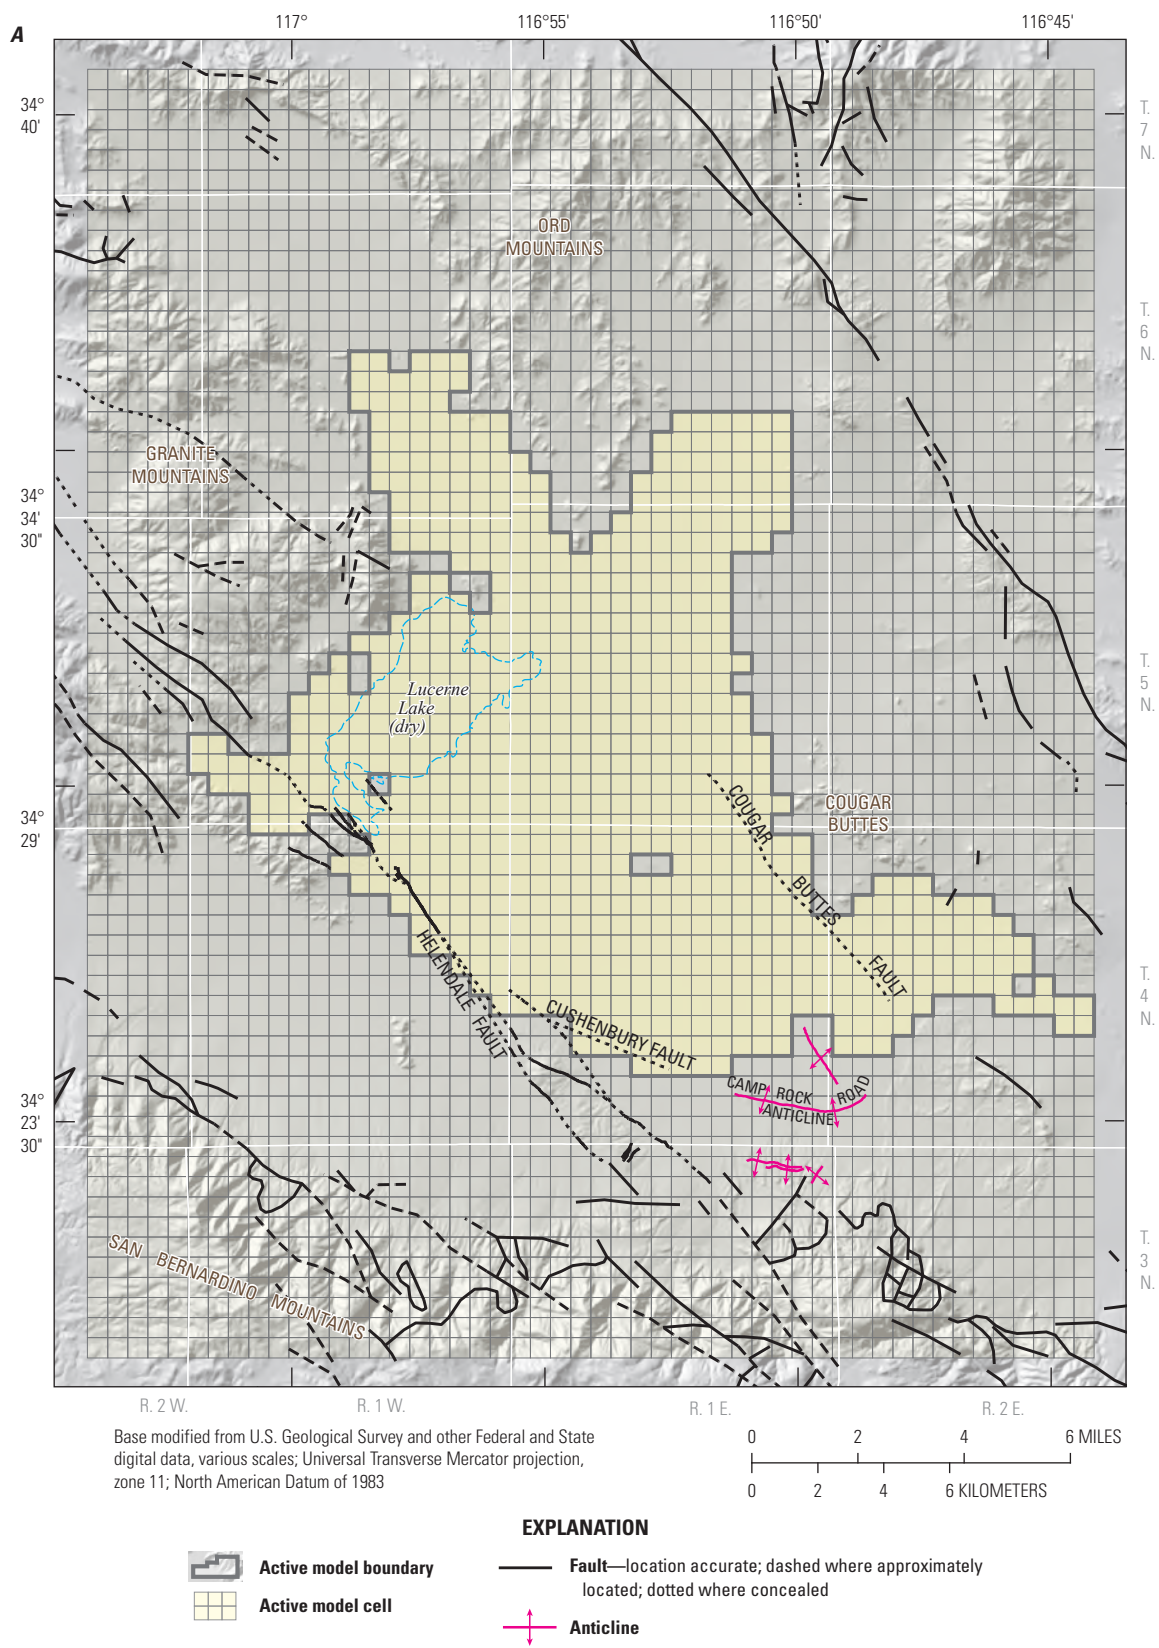 A
117°
116°55'
116°50'
116°45'
34°
40'
T.
7
N.
ORD
MOUNTAINS
T.
6
N.
GRANITE
MOUNTAINS
34°
34'
30"
T.
5
N.
Lucerne
Lake
(dry)
COUGAR
BUTTES
34°
29'
COUGAR
BUTTES
FAULT
HELENDALE FAULT
CUSHENBURY FAULT
T.
4
N.
CAMP ROCK ROAD
ANTICLINE
34°
23'
30"
SAN BERNARDINO MOUNTAINS
T.
3
N.
R. 2 W.
R. 1 W.
R. 1 E.
R. 2 E.
Base modified from U.S. Geological Survey and other Federal and State
digital data, various scales; Universal Transverse Mercator projection,
zone 11; North American Datum of 1983
0 2 4 6 MILES
0 2 4 6 KILOMETERS
EXPLANATION
Active model boundary
Active model cell
Fault—location accurate; dashed where approximately
located; dotted where concealed
Anticline